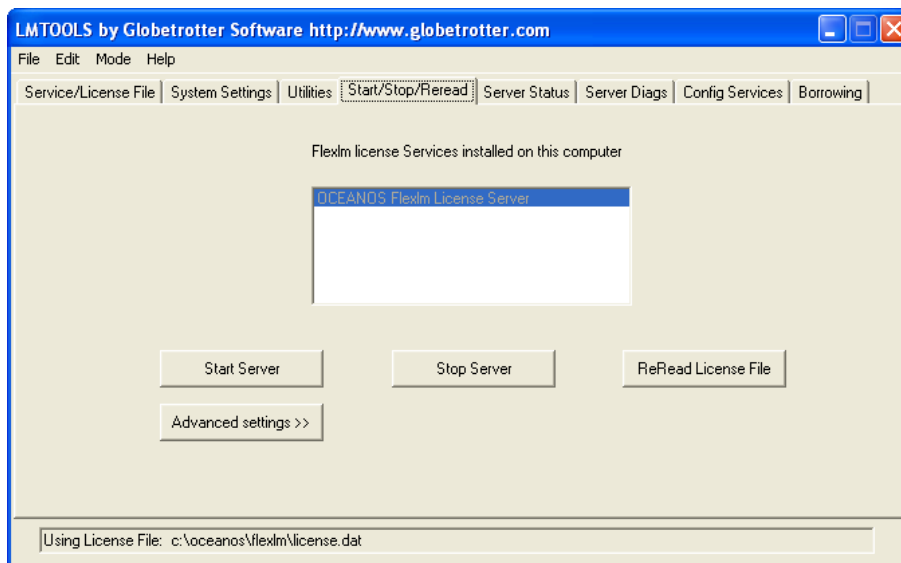 LMTOOLS by Globetrotter Software http://www.globetrotter.com
File Edit Mode Help
Service/License File System Settings Utilities Start/Stop/Reread Server Status Server Diags Config Services Borrowing
Flexlm license Services installed on this computer
OCEANOS Flexlm License Server
Start Server Stop Server ReRead License File
Advanced settings >>
Using License File: c:\oceanos\flexlm\license.dat